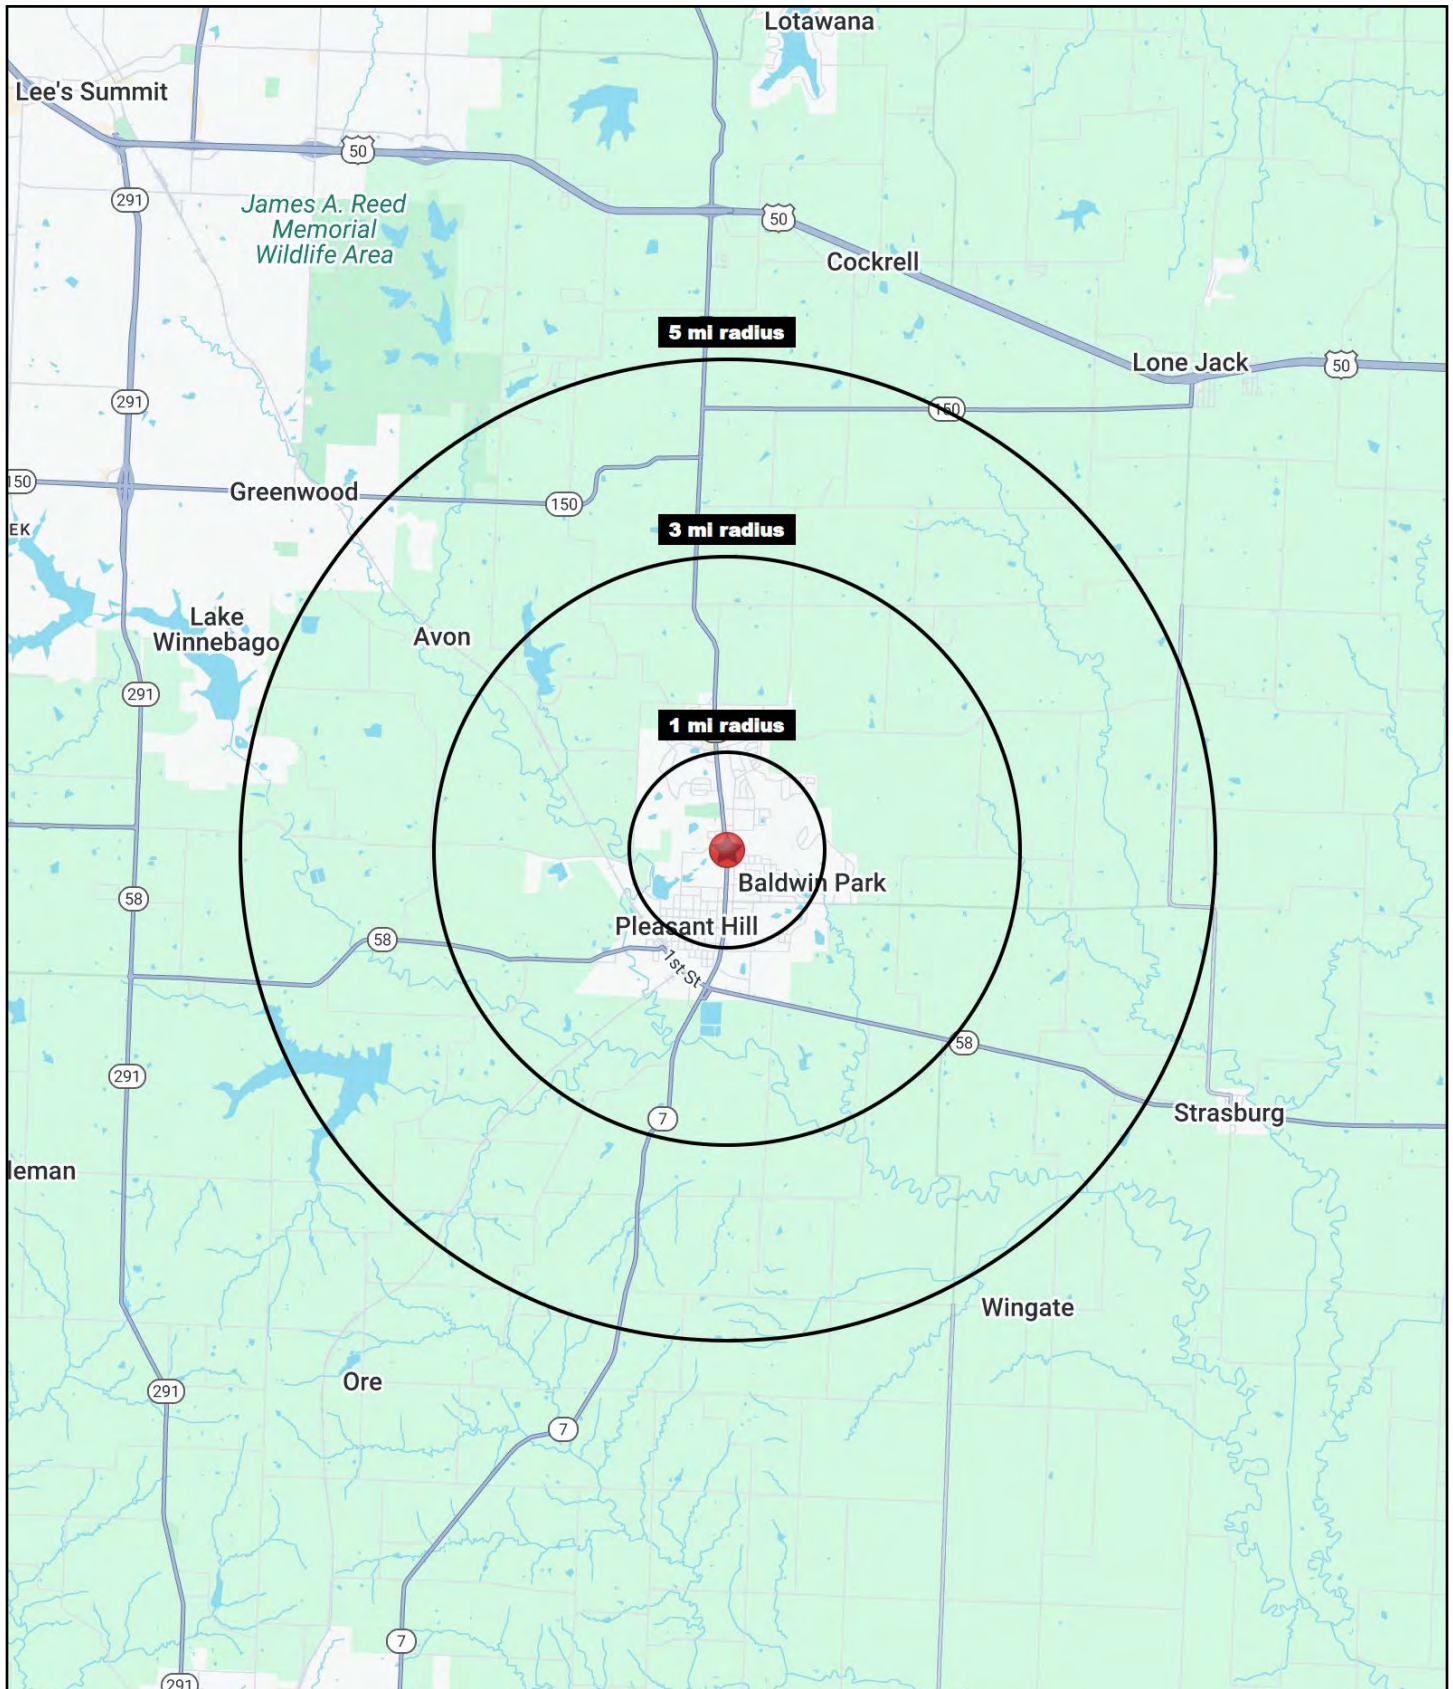 Lotawana
Lee's Summit
50
291
James A. Reed
Memorial
Wildlife Area
50
Cockrell
5 mi radius
Lone Jack
50
291
150
150
Greenwood
150
EK
3 mi radius
Lake
Winnebago
Avon
291
1 mi radius
Baldwin Park
58
Pleasant Hill
58
1st St
58
291
7
Strasburg
leman
Wingate
Ore
291
7
7
291